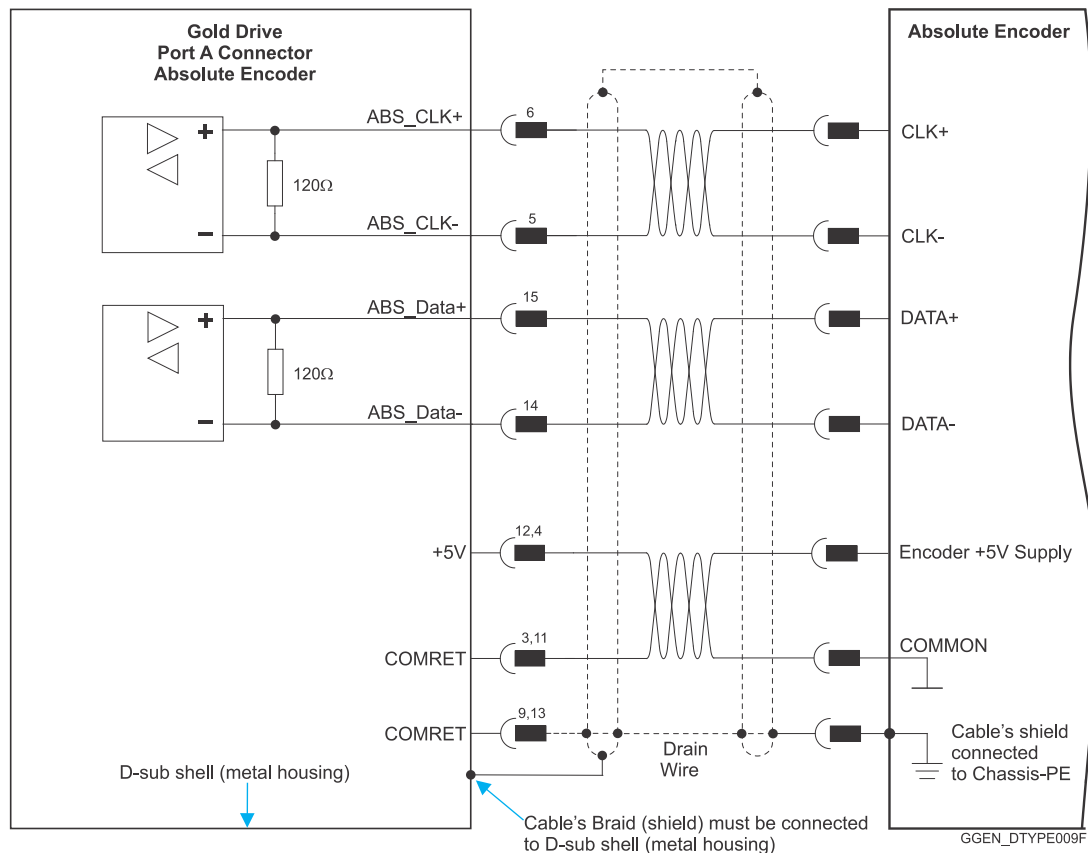 Gold Drive
Port A Connector
Absolute Encoder
Absolute Encoder
+
-
120Ω
ABS_CLK+
6
CLK+
ABS_CLK-
5
CLK-
+
-
120Ω
ABS_Data+
15
DATA+
ABS_Data-
14
DATA-
+5V
12,4
Encoder +5V Supply
COMRET
3,11
COMMON
COMRET
9,13
Drain
Wire
Cable's shield
connected
to Chassis-PE
D-sub shell (metal housing)
Cable's Braid (shield) must be connected
to D-sub shell (metal housing)
GGEN_DTYPE009F